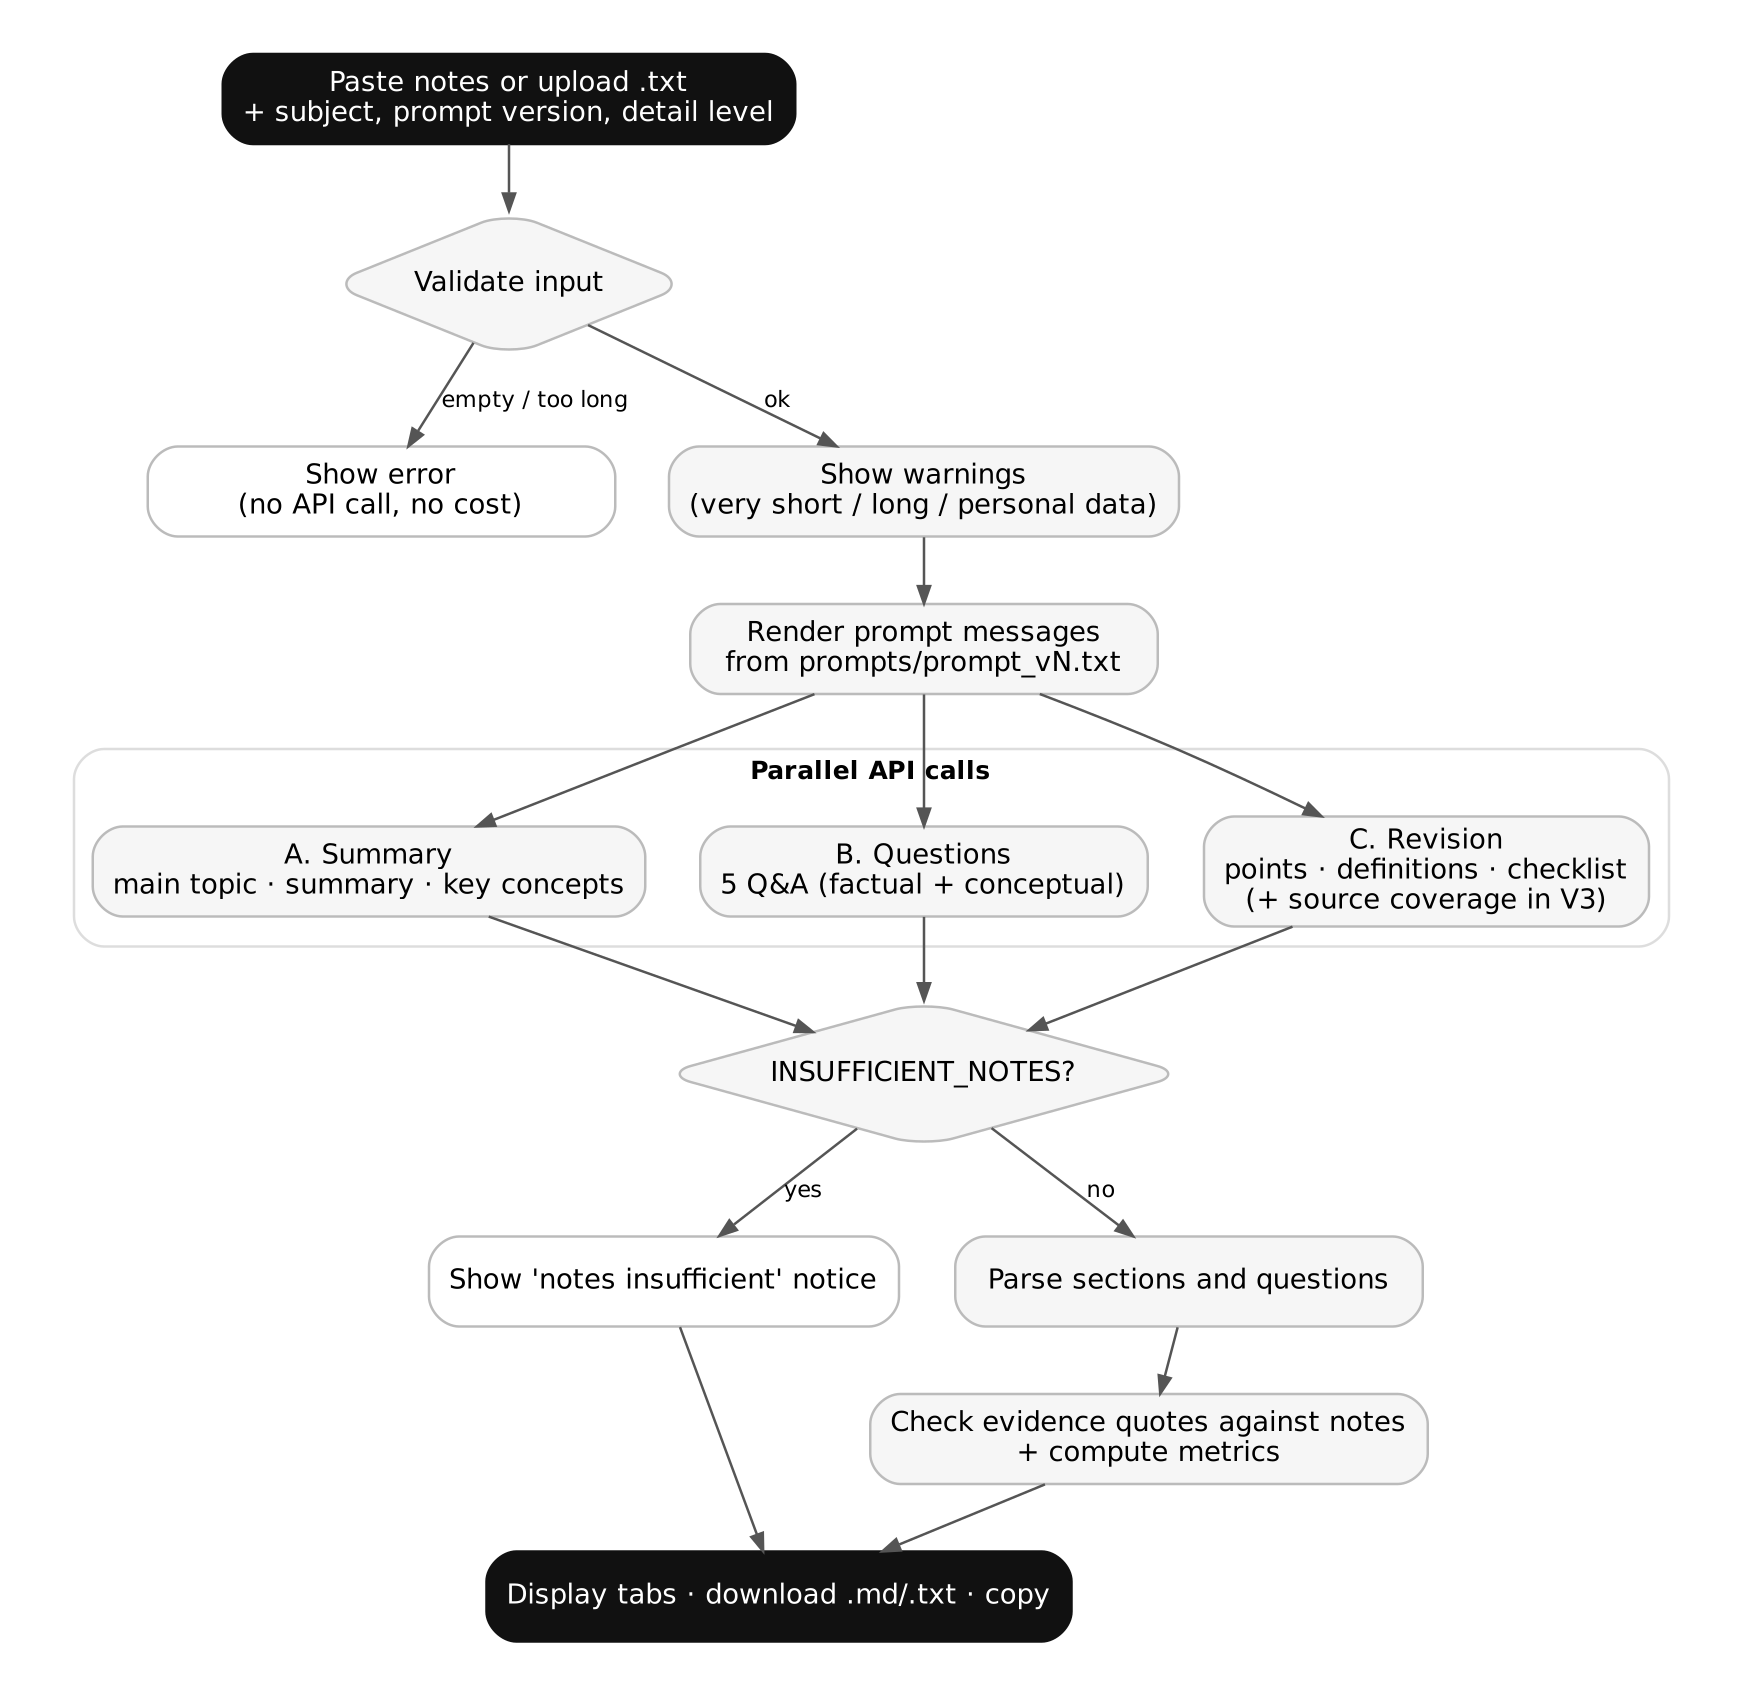 Paste notes or upload .txt
+ subject, prompt version, detail level
Validate input
empty / too long
ok
Show error
(no API call, no cost)
Show warnings
(very short / long / personal data)
Render prompt messages
from prompts/prompt_vN.txt
Parallel API calls
A. Summary
main topic · summary · key concepts
B. Questions
5 Q&A (factual + conceptual)
C. Revision
points · definitions · checklist
(+ source coverage in V3)
INSUFFICIENT_NOTES?
yes
no
Show 'notes insufficient' notice
Parse sections and questions
Check evidence quotes against notes
+ compute metrics
Display tabs · download .md/.txt · copy